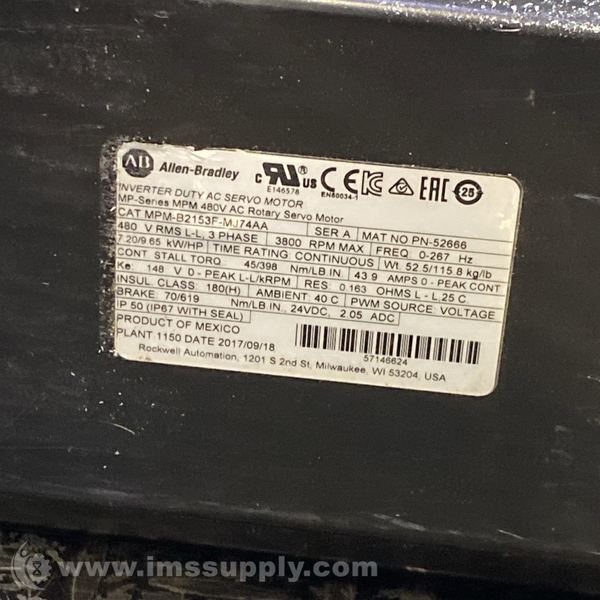 AB Allen-Bradley
c UR US
E146578
CE
EN60034-1
EAC
25
INVERTER DUTY AC SERVO MOTOR
MP-Series MPM 480V AC Rotary Servo Motor
CAT MPM-B2153F-MJ74AA SER A MAT NO PN-52666
480 V RMS L-L, 3 PHASE 3800 RPM MAX FREQ 0-267 Hz
7.20/9.65 kW/HP TIME RATING: CONTINUOUS Wt. 52.5/115.8 kg/lb
CONT. STALL TORQ 45/398 Nm/LB IN. 43.9 AMPS 0 - PEAK CONT
Ke: 148 V 0 - PEAK L-L/kRPM RES 0.163 OHMS L - L, 25 C
INSUL. CLASS: 180(H) AMBIENT: 40 C PWM SOURCE: VOLTAGE
BRAKE: 70/619 Nm/LB IN., 24VDC, 2.05 ADC
IP 50 (IP67 WITH SEAL)
PRODUCT OF MEXICO
PLANT 1150 DATE 2017/09/18 57146624
Rockwell Automation, 1201 S 2nd St, Milwaukee, WI 53204, USA
www.imssupply.com